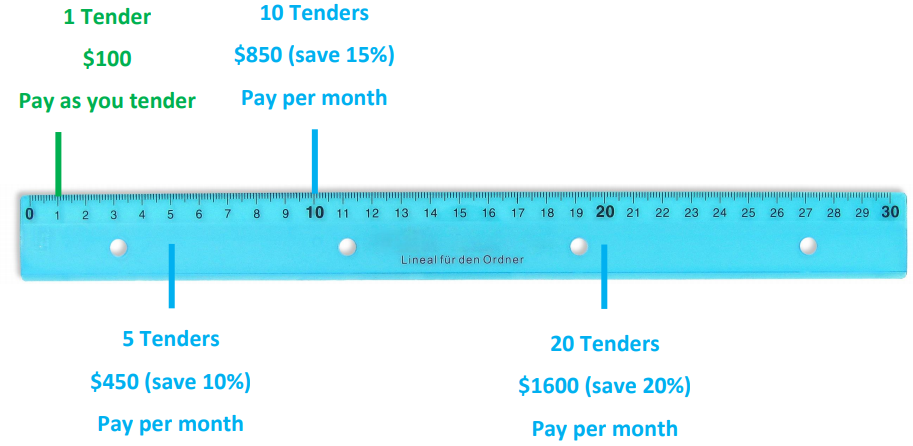 1 Tender
$100
Pay as you tender
10 Tenders
$850 (save 15%)
Pay per month
0 1 2 3 4 5 6 7 8 9 10 11 12 13 14 15 16 17 18 19 20 21 22 23 24 25 26 27 28 29 30
Lineal für den Ordner
5 Tenders
$450 (save 10%)
Pay per month
20 Tenders
$1600 (save 20%)
Pay per month